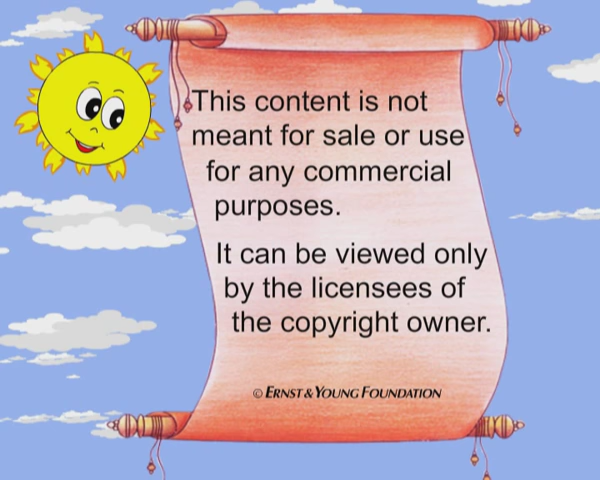 This content is not
meant for sale or use
for any commercial
purposes.
It can be viewed only
by the licensees of
the copyright owner.
© ERNST & YOUNG FOUNDATION